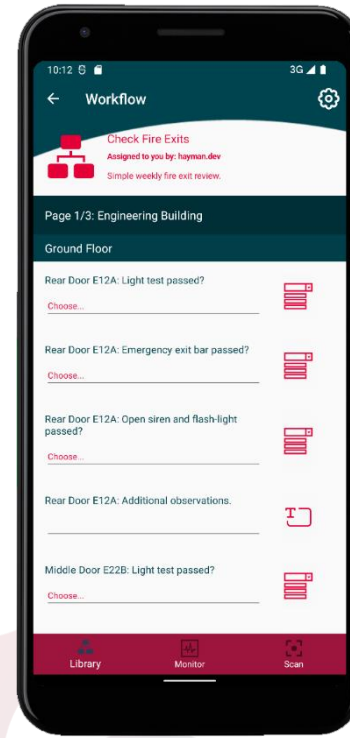 10:12
3G
Workflow
Check Fire Exits
Assigned to you by: hayman.dev
Simple weekly fire exit review.
Page 1/3: Engineering Building
Ground Floor
Rear Door E12A: Light test passed?
Choose...
Rear Door E12A: Emergency exit bar passed?
Choose...
Rear Door E12A: Open siren and flash-light
passed?
Choose...
Rear Door E12A: Additional observations.
T
Middle Door E22B: Light test passed?
Choose...
Library Monitor Scan